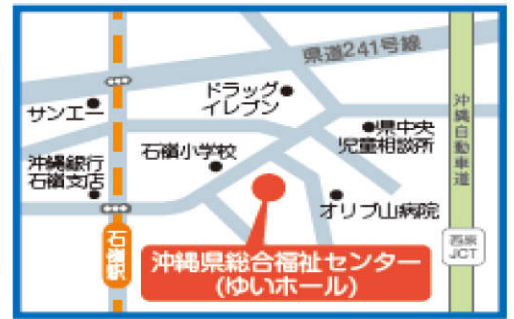 県道241号線
ドラッグ
イレブン
サンエー
県中央
児童相談所
沖縄自動車道
石嶺小学校
沖縄銀行
石嶺支店
オリブ山病院
西原
JCT
石嶺駅
沖縄県総合福祉センター
(ゆいホール)